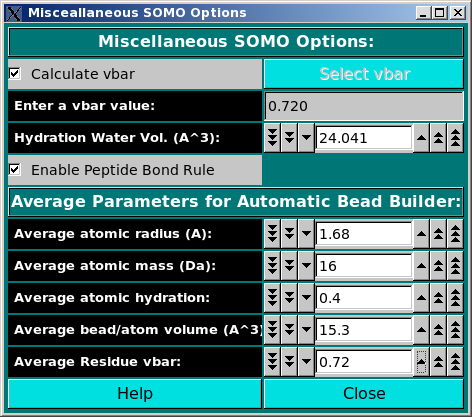 Misceallaneous SOMO Options
Miscellaneous SOMO Options:
Calculate vbar Select vbar
Enter a vbar value: 0.720
Hydration Water Vol. (A^3): 24.041
Enable Peptide Bond Rule
Average Parameters for Automatic Bead Builder:
Average atomic radius (A): 1.68
Average atomic mass (Da): 16
Average atomic hydration: 0.4
Average bead/atom volume (A^3) 15.3
Average Residue vbar: 0.72
Help Close